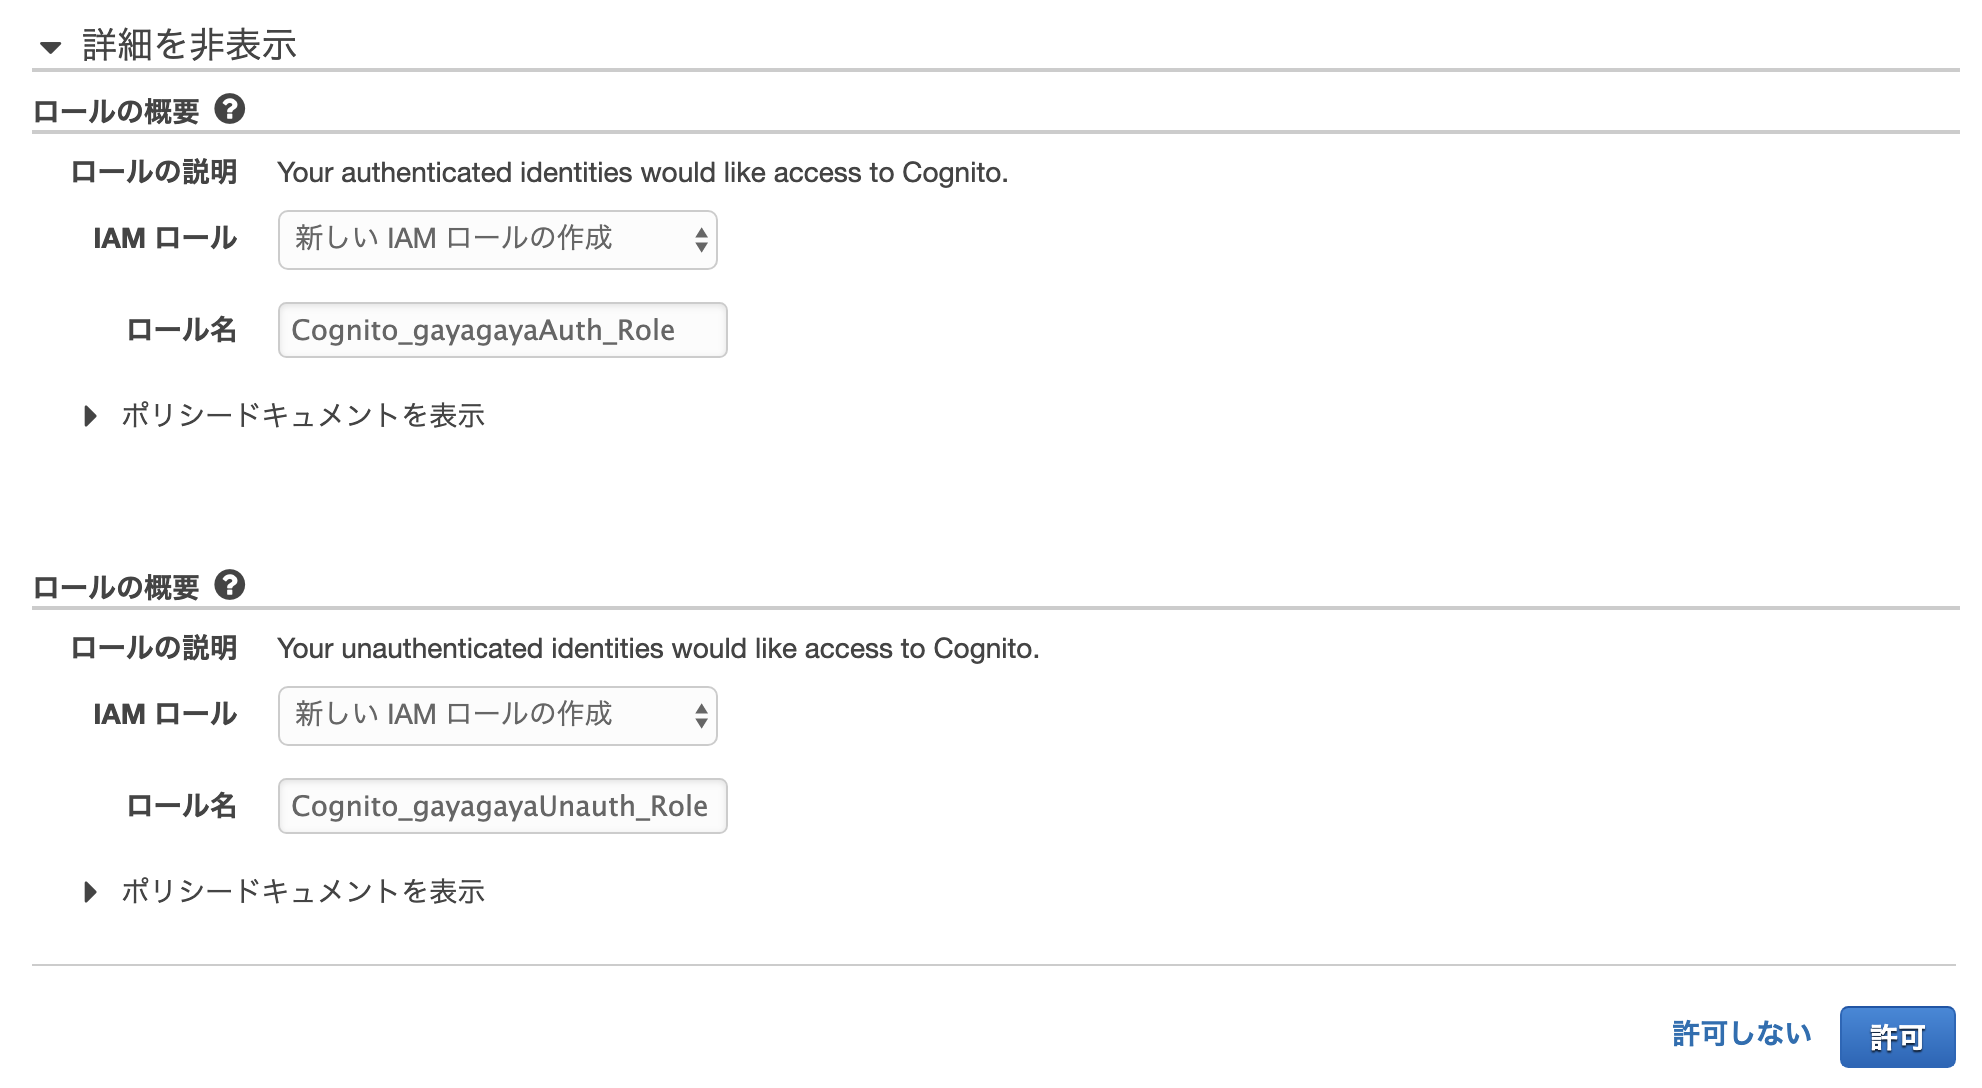 詳細を非表示
ロールの概要 ?
ロールの説明 Your authenticated identities would like access to Cognito.
IAM ロール 新しい IAM ロールの作成
ロール名 Cognito_gayagayaAuth_Role
ポリシードキュメントを表示
ロールの概要 ?
ロールの説明 Your unauthenticated identities would like access to Cognito.
IAM ロール 新しい IAM ロールの作成
ロール名 Cognito_gayagayaUnauth_Role
ポリシードキュメントを表示
許可しない 許可